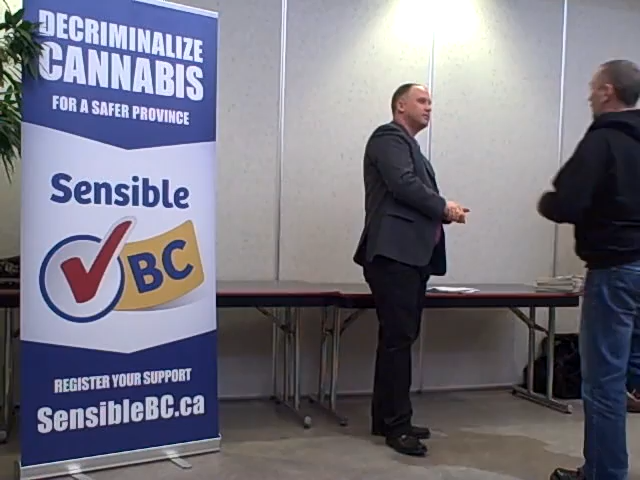 DECRIMINALIZE
CANNABIS
FOR A SAFER PROVINCE
Sensible
BC
REGISTER YOUR SUPPORT
SensibleBC.ca